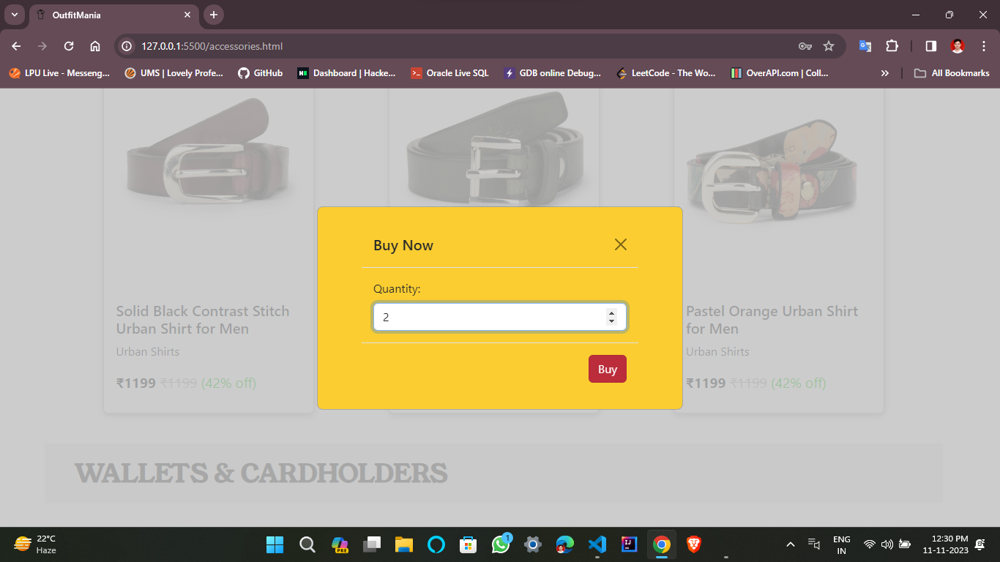 OutfitMania
127.0.0.1:5500/accessories.html
LPU Live - Messeng...
UMS | Lovely Profe...
GitHub
Dashboard | Hacke...
Oracle Live SQL
GDB online Debug...
LeetCode - The Wo...
OverAPI.com | Coll...
All Bookmarks
Buy Now
Quantity:
2
Buy
Solid Black Contrast Stitch
Urban Shirt for Men
Urban Shirts
₹1199 ₹1199 (42% off)
Pastel Orange Urban Shirt
for Men
Urban Shirts
₹1199 ₹1199 (42% off)
WALLETS & CARDHOLDERS
22°C
Haze
PRE
1
IJ
ENG
IN
12:30 PM
11-11-2023